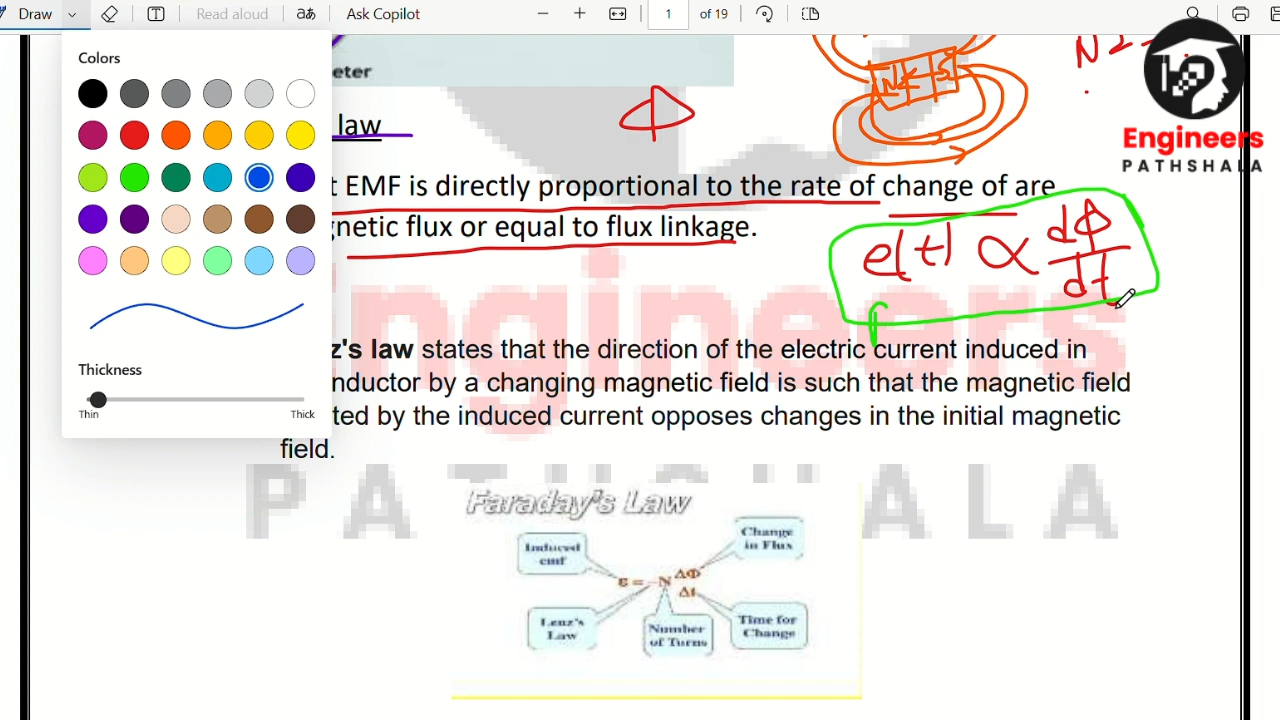 Draw
Read aloud
aあ
Ask Copilot
1 of 19
Colors
Thickness
Thin Thick
eter
law
t EMF is directly proportional to the rate of change of are
gnetic flux or equal to flux linkage.
Φ
N S
e(t) ∝ dΦ/dt
z's law states that the direction of the electric current induced in
nductor by a changing magnetic field is such that the magnetic field
ted by the induced current opposes changes in the initial magnetic
field.
Engineers
PATHSHALA
Engineers
PATHSHALA
Faraday's Law
Induced
emf
Change
in Flux
ε = -N ΔΦ
Δt
Lenz's
Law
Number
of Turns
Time for
Change